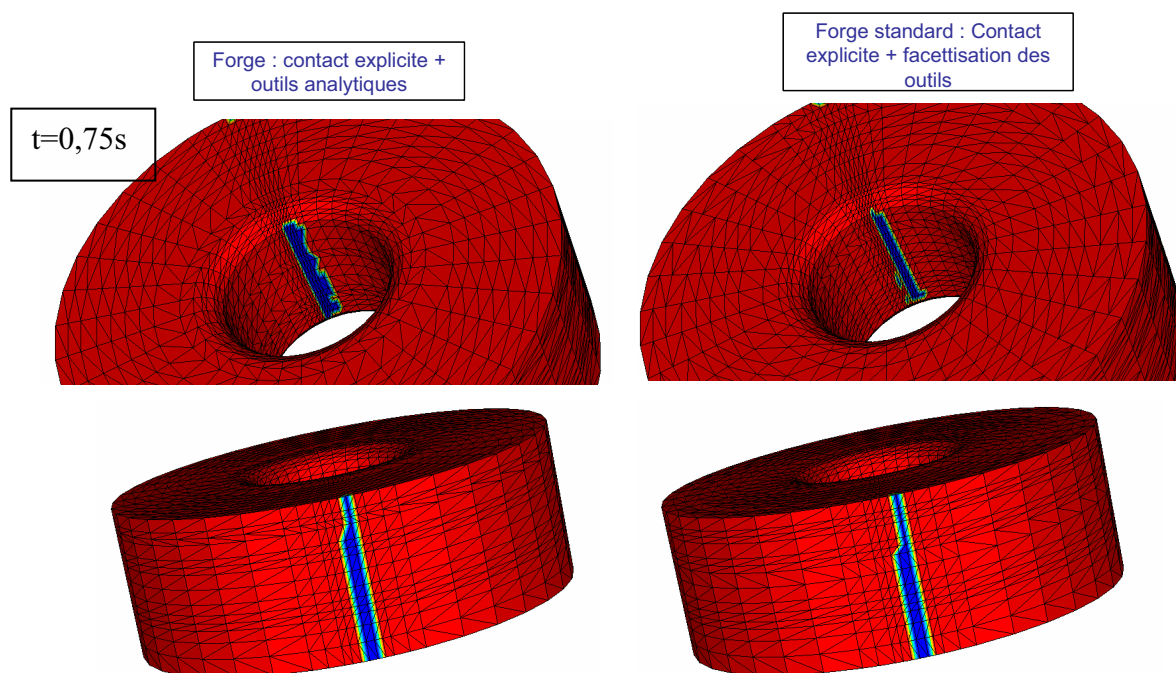 Forge : contact explicite +
outils analytiques
Forge standard : Contact
explicite + facettisation des
outils
t=0,75s